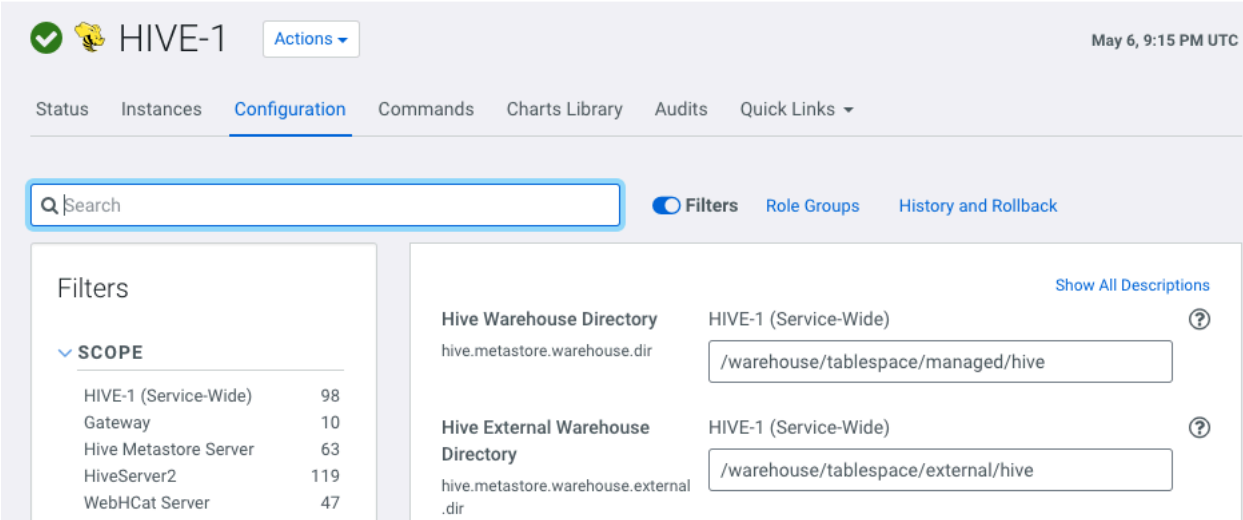 HIVE-1 Actions May 6, 9:15 PM UTC
Status Instances Configuration Commands Charts Library Audits Quick Links
Search Filters Role Groups History and Rollback
Filters
SCOPE
HIVE-1 (Service-Wide) 98
Gateway 10
Hive Metastore Server 63
HiveServer2 119
WebHCat Server 47
Show All Descriptions
Hive Warehouse Directory HIVE-1 (Service-Wide) ?
hive.metastore.warehouse.dir
/warehouse/tablespace/managed/hive
Hive External Warehouse HIVE-1 (Service-Wide) ?
Directory
/warehouse/tablespace/external/hive
hive.metastore.warehouse.external
.dir